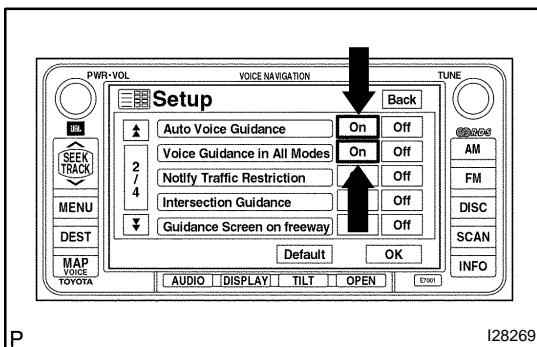 PWR•VOL VOICE NAVIGATION TUNE
Setup Back
Auto Voice Guidance On Off
Voice Guidance in All Modes On Off
Notify Traffic Restriction Off
Intersection Guidance Off
Guidance Screen on freeway Off
2/4
Default OK
JBL
SEEK
TRACK
MENU
DEST
MAP
VOICE
TOYOTA
RDS
AM
FM
DISC
SCAN
INFO
AUDIO DISPLAY TILT OPEN E7001
P I28269